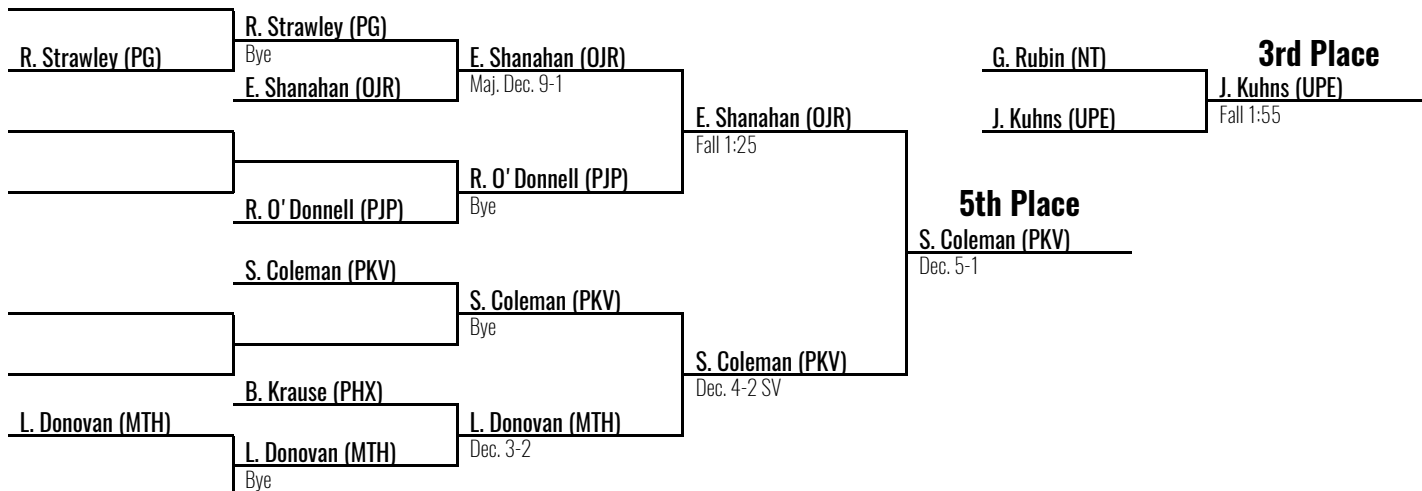 R. Strawley (PG)
R. Strawley (PG)
Bye
E. Shanahan (OJR)
E. Shanahan (OJR)
Maj. Dec. 9-1
R. O'Donnell (PJP)
R. O'Donnell (PJP)
Bye
E. Shanahan (OJR)
Fall 1:25
S. Coleman (PKV)
S. Coleman (PKV)
Bye
B. Krause (PHX)
L. Donovan (MTH)
L. Donovan (MTH)
Bye
L. Donovan (MTH)
Dec. 3-2
S. Coleman (PKV)
Dec. 4-2 SV
5th Place
S. Coleman (PKV)
Dec. 5-1
G. Rubin (NT)
J. Kuhns (UPE)
3rd Place
J. Kuhns (UPE)
Fall 1:55